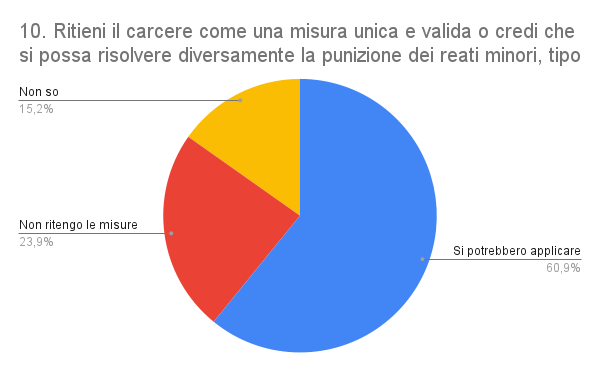 10. Ritieni il carcere come una misura unica e valida o credi che
si possa risolvere diversamente la punizione dei reati minori, tipo
Non so
15,2%
Non ritengo le misure
23,9%
Si potrebbero applicare
60,9%